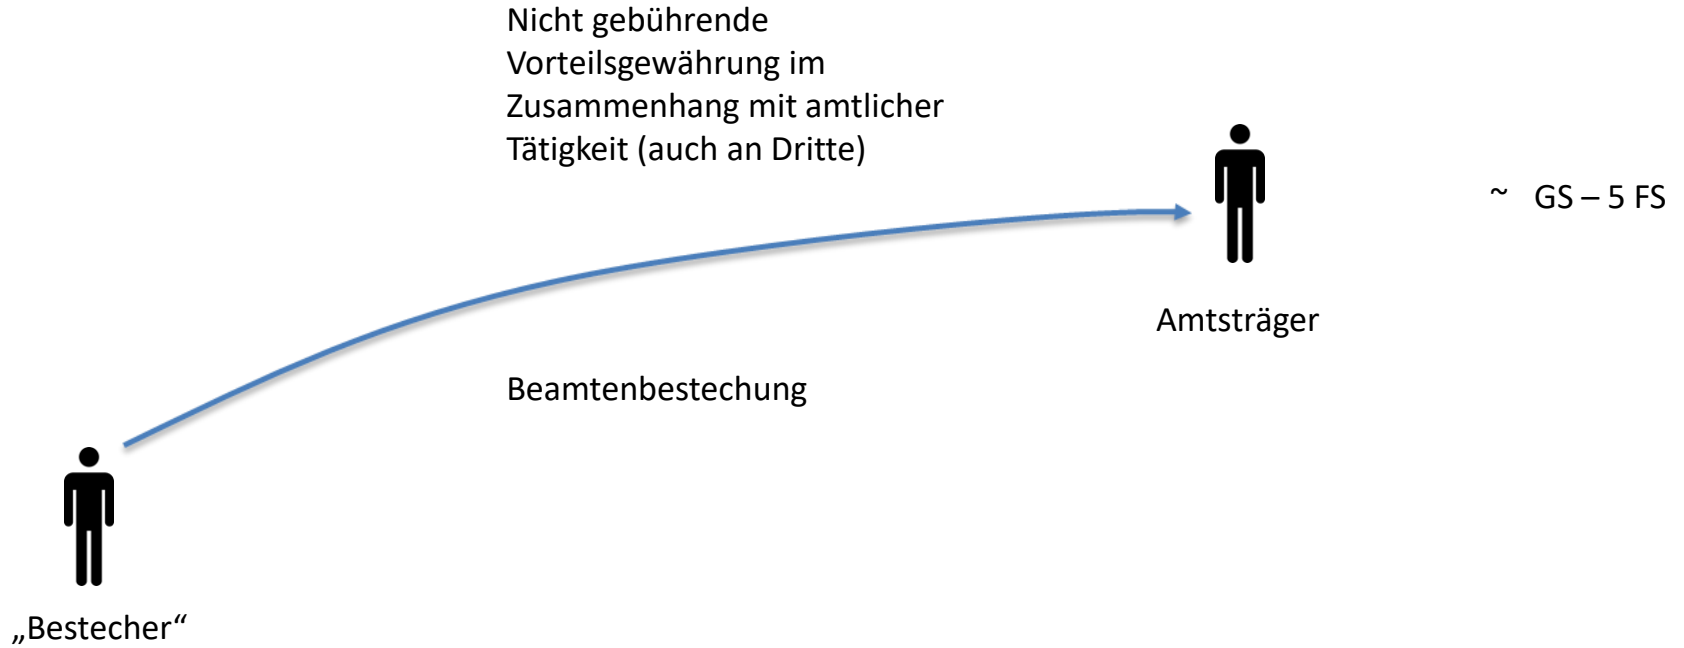 Nicht gebührende
Vorteilsgewährung im
Zusammenhang mit amtlicher
Tätigkeit (auch an Dritte)
~ GS – 5 FS
Amtsträger
Beamtenbestechung
„Bestecher“